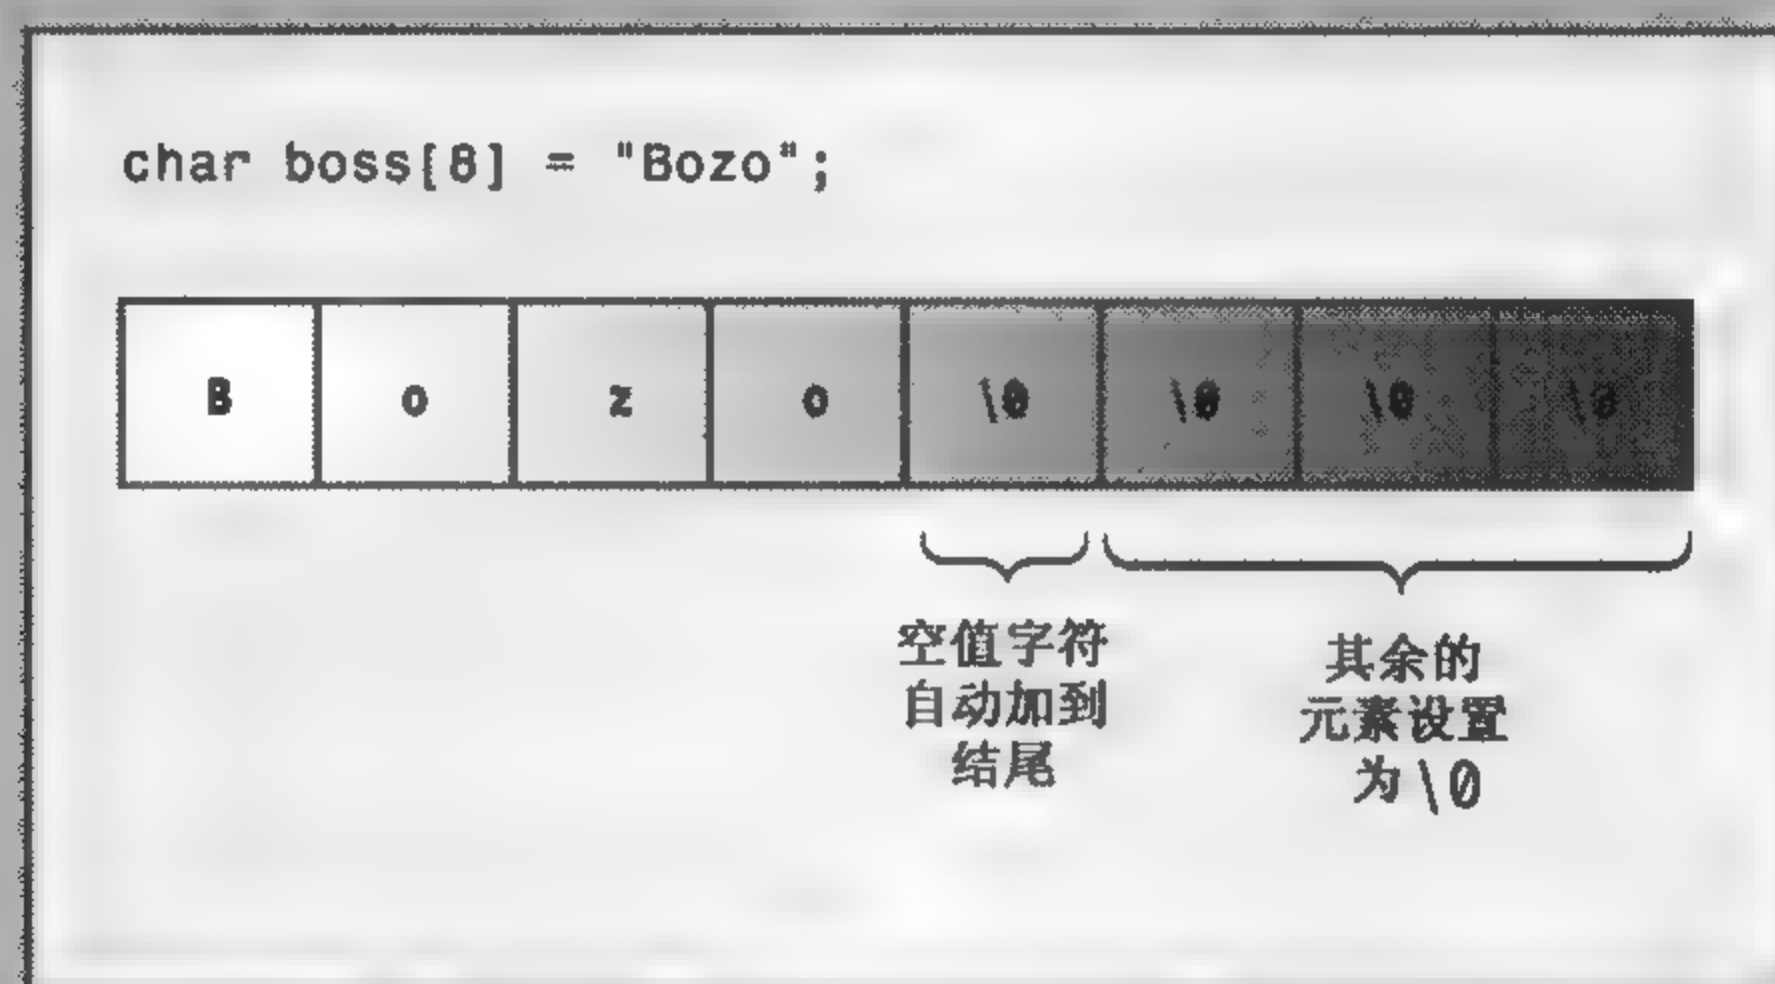 char boss[8] = "Bozo";
B o z o \0 \0 \0 \0
空值字符
自动加到
结尾
其余的
元素设置
为 \0